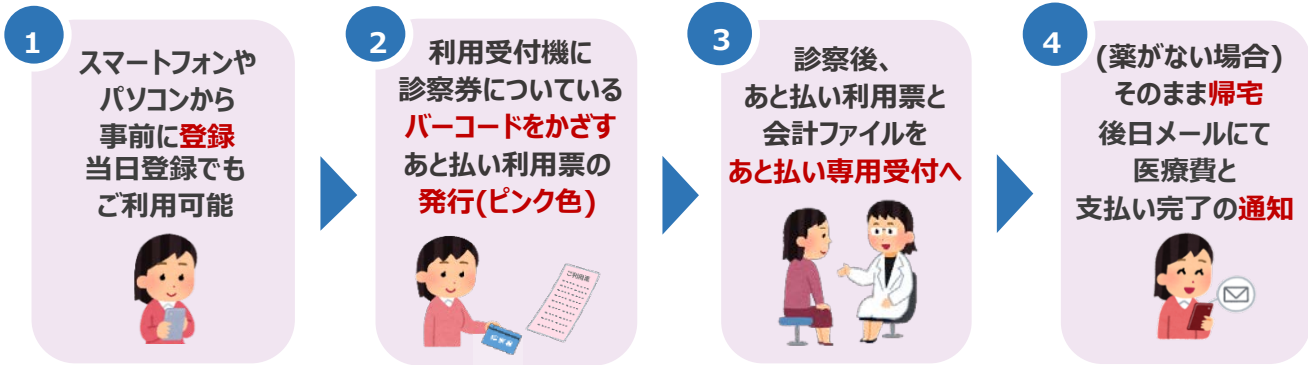 1
スマートフォンや
パソコンから
事前に登録
当日登録でも
ご利用可能
2
利用受付機に
診察券についている
バーコードをかざす
あと払い利用票の
発行(ピンク色)
ご利用票
3
診察後、
あと払い利用票と
会計ファイルを
あと払い専用受付へ
4
(薬がない場合)
そのまま帰宅
後日メールにて
医療費と
支払い完了の通知